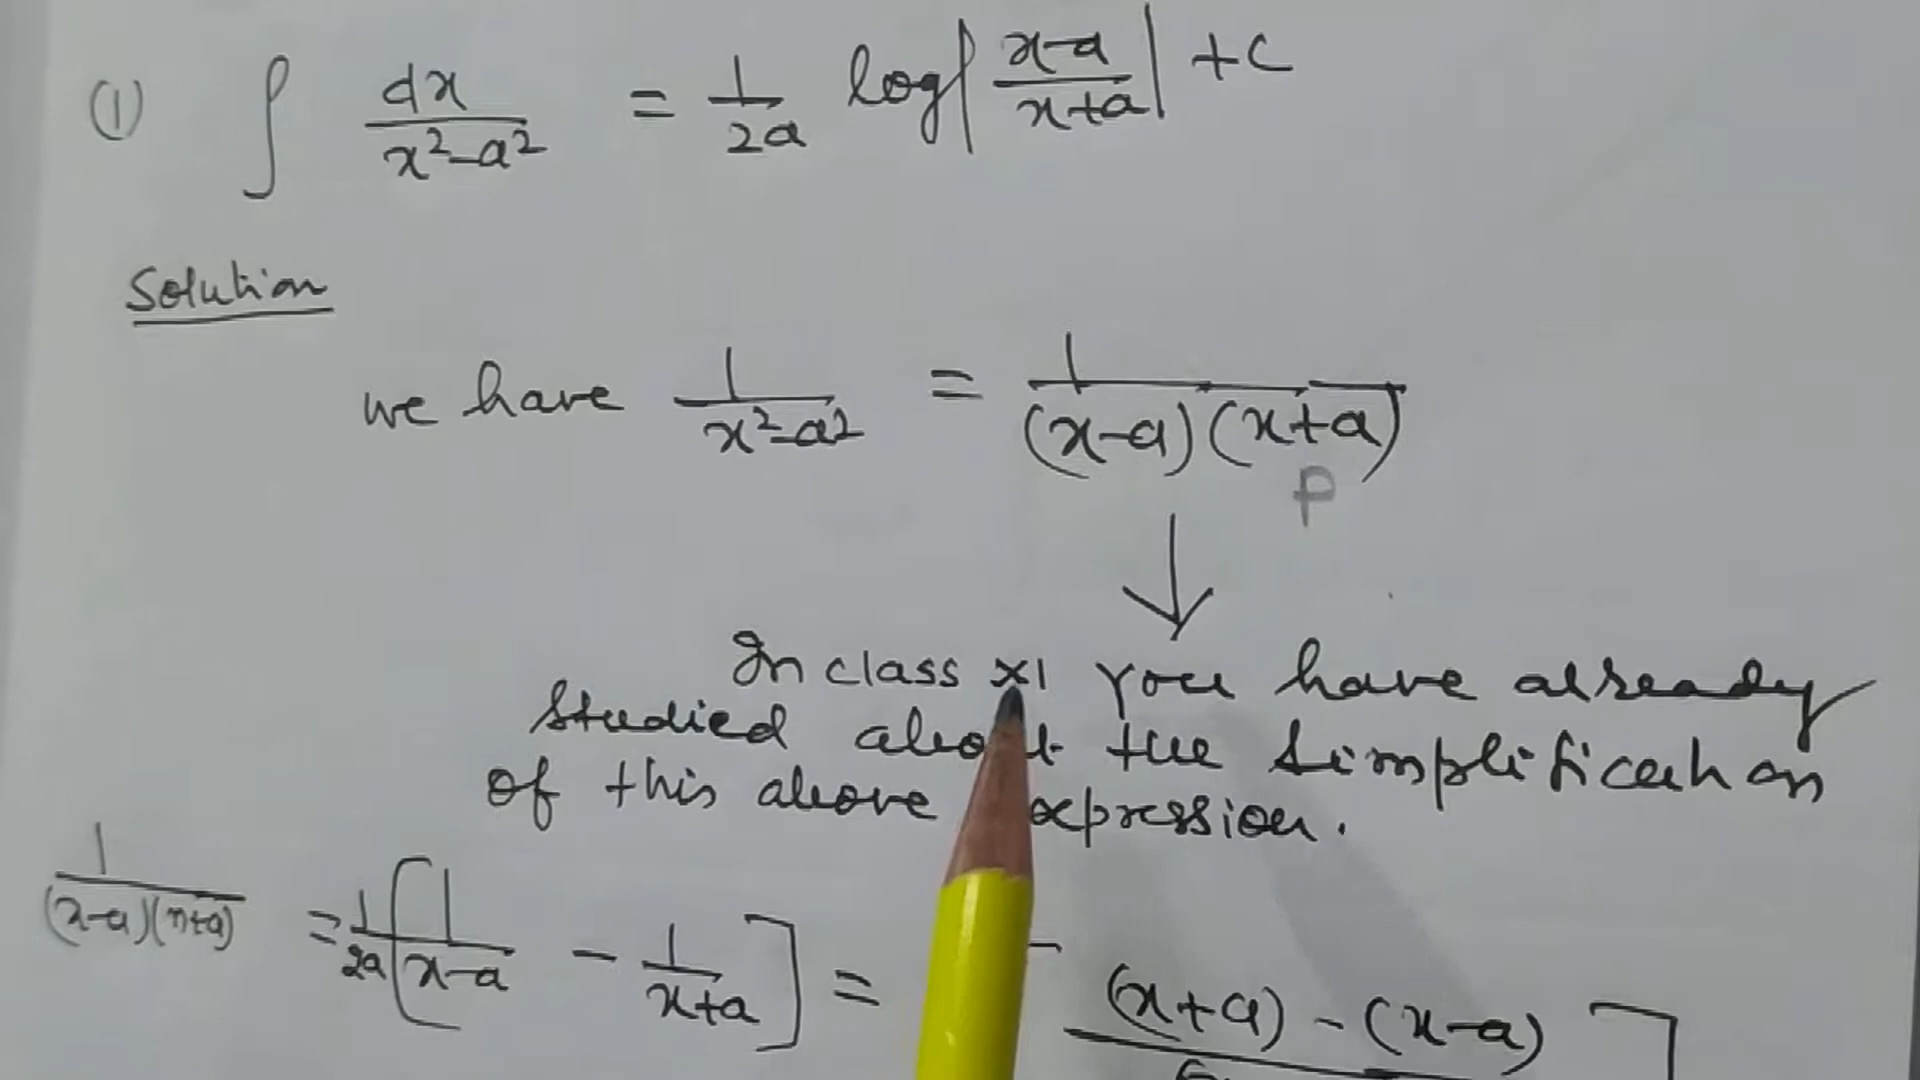 (1) ∫ dx/(x²-a²) = 1/2a log|(x-a)/(x+a)| + c
Solution
we have 1/(x²-a²) = 1/((x-a)(x+a))
P
↓
In class XI you have already
studied about the simplification
of this above expression.
1/((x-a)(x+a)) = 1/2a [1/(x-a) - 1/(x+a)] = (x+a) - (x-a) ]